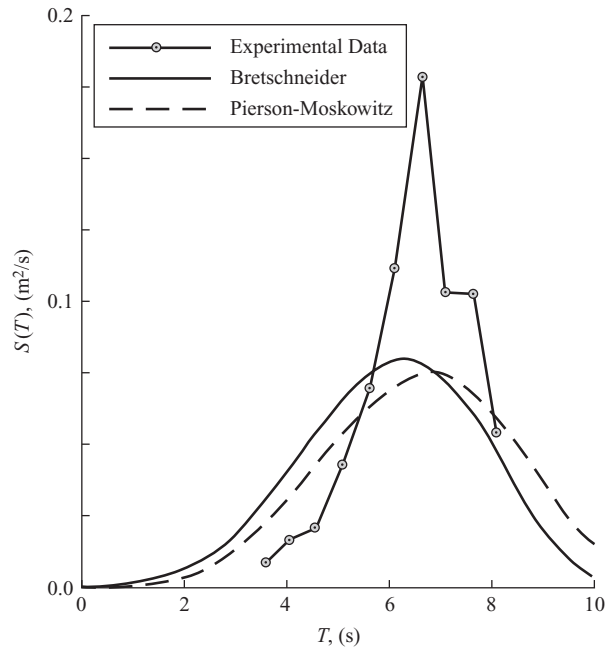 0.2
Experimental Data
Bretschneider
Pierson-Moskowitz
S(T), (m²/s)
0.1
0.0
0 2 4 6 8 10
T, (s)